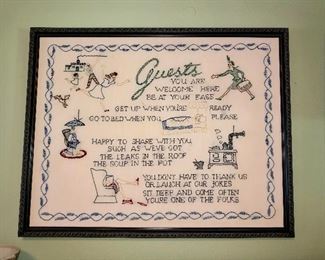 Guests
YOU ARE
WELCOME HERE
BE AT YOUR EASE
GET UP WHEN YOU'RE READY
GO TO BED WHEN YOU PLEASE
HAPPY TO SHARE WITH YOU
SUCH AS WE'VE GOT
THE LEAKS IN THE ROOF
THE SOUP IN THE POT
YOU DON'T HAVE TO THANK US
OR LAUGH AT OUR JOKES
SIT DEEP AND COME OFTEN
YOU'RE ONE OF THE FOLKS